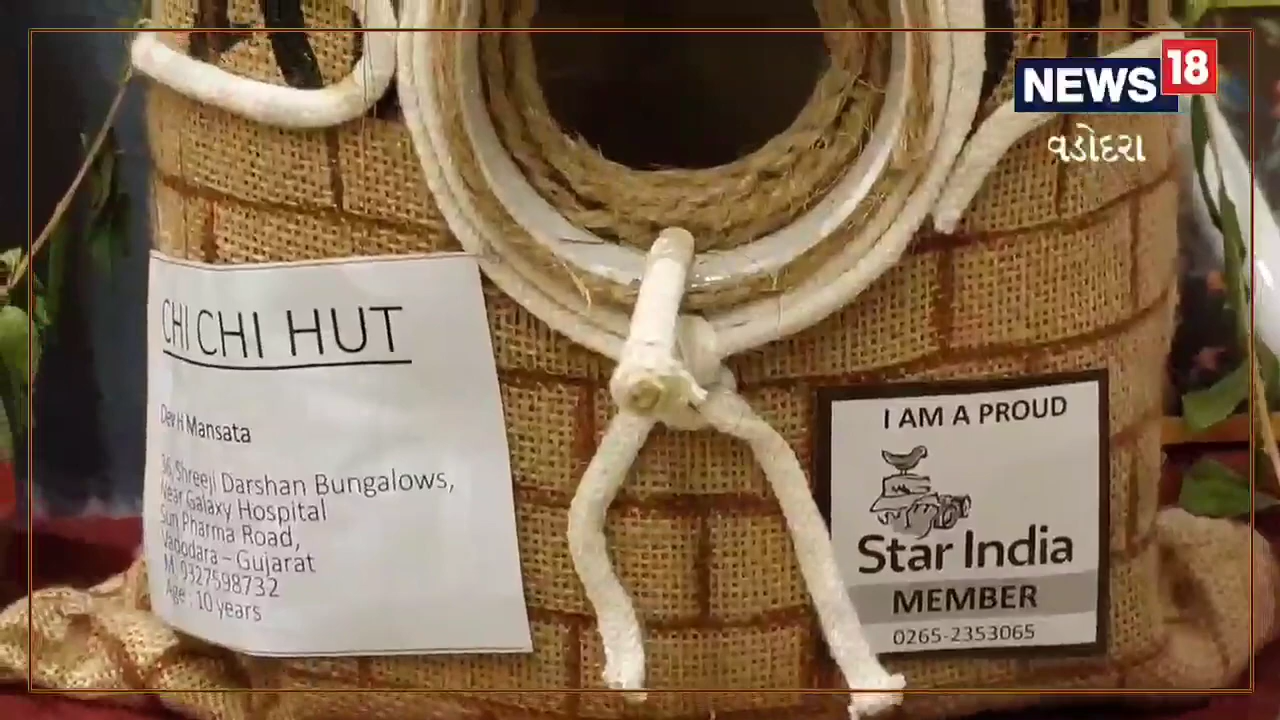 NEWS 18
વડોદરા
CHI CHI HUT
Dev H Mansata
36, Shreeji Darshan Bungalows,
Near Galaxy Hospital
Sun Pharma Road,
Vadodara – Gujarat
M. 9327598732
Age : 10 years
I AM A PROUD
Star India
MEMBER
0265-2353065